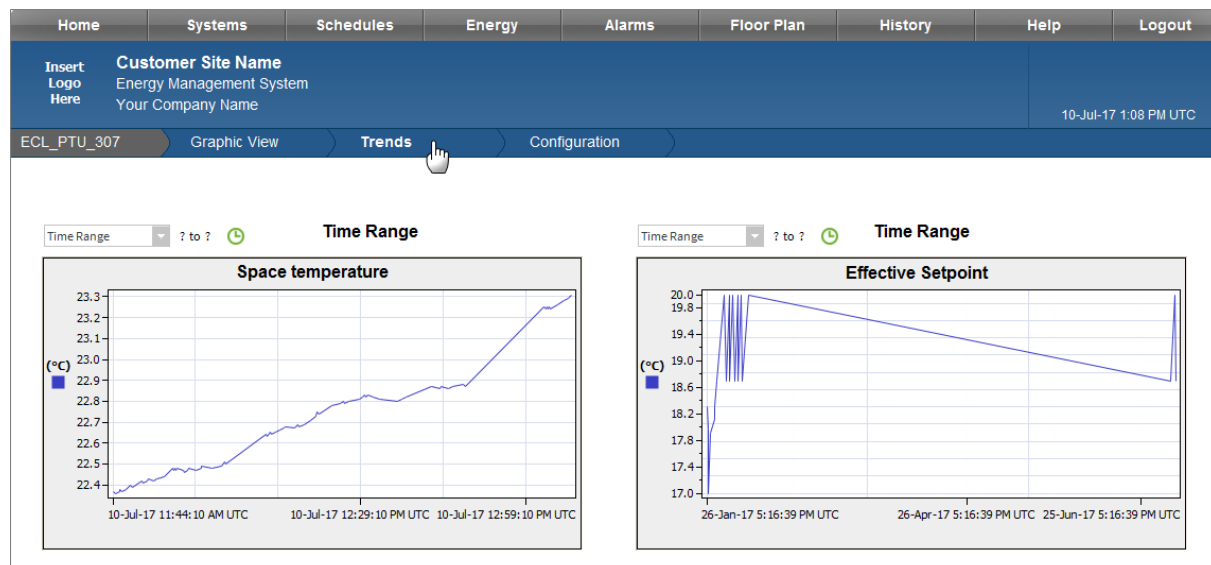 Home Systems Schedules Energy Alarms Floor Plan History Help Logout
Insert
Logo
Here
Customer Site Name
Energy Management System
Your Company Name
10-Jul-17 1:08 PM UTC
ECL_PTU_307 Graphic View Trends Configuration
Time Range ? to ? Time Range
Space temperature
23.3
23.2
23.1
(°C)
23.0
22.9
22.8
22.7
22.6
22.5
22.4
10-Jul-17 11:44:10 AM UTC 10-Jul-17 12:29:10 PM UTC 10-Jul-17 12:59:10 PM UTC
Time Range ? to ? Time Range
Effective Setpoint
20.0
19.8
19.4
(°C)
19.0
18.6
18.2
17.8
17.4
17.0
26-Jan-17 5:16:39 PM UTC 26-Apr-17 5:16:39 PM UTC 25-Jun-17 5:16:39 PM UTC